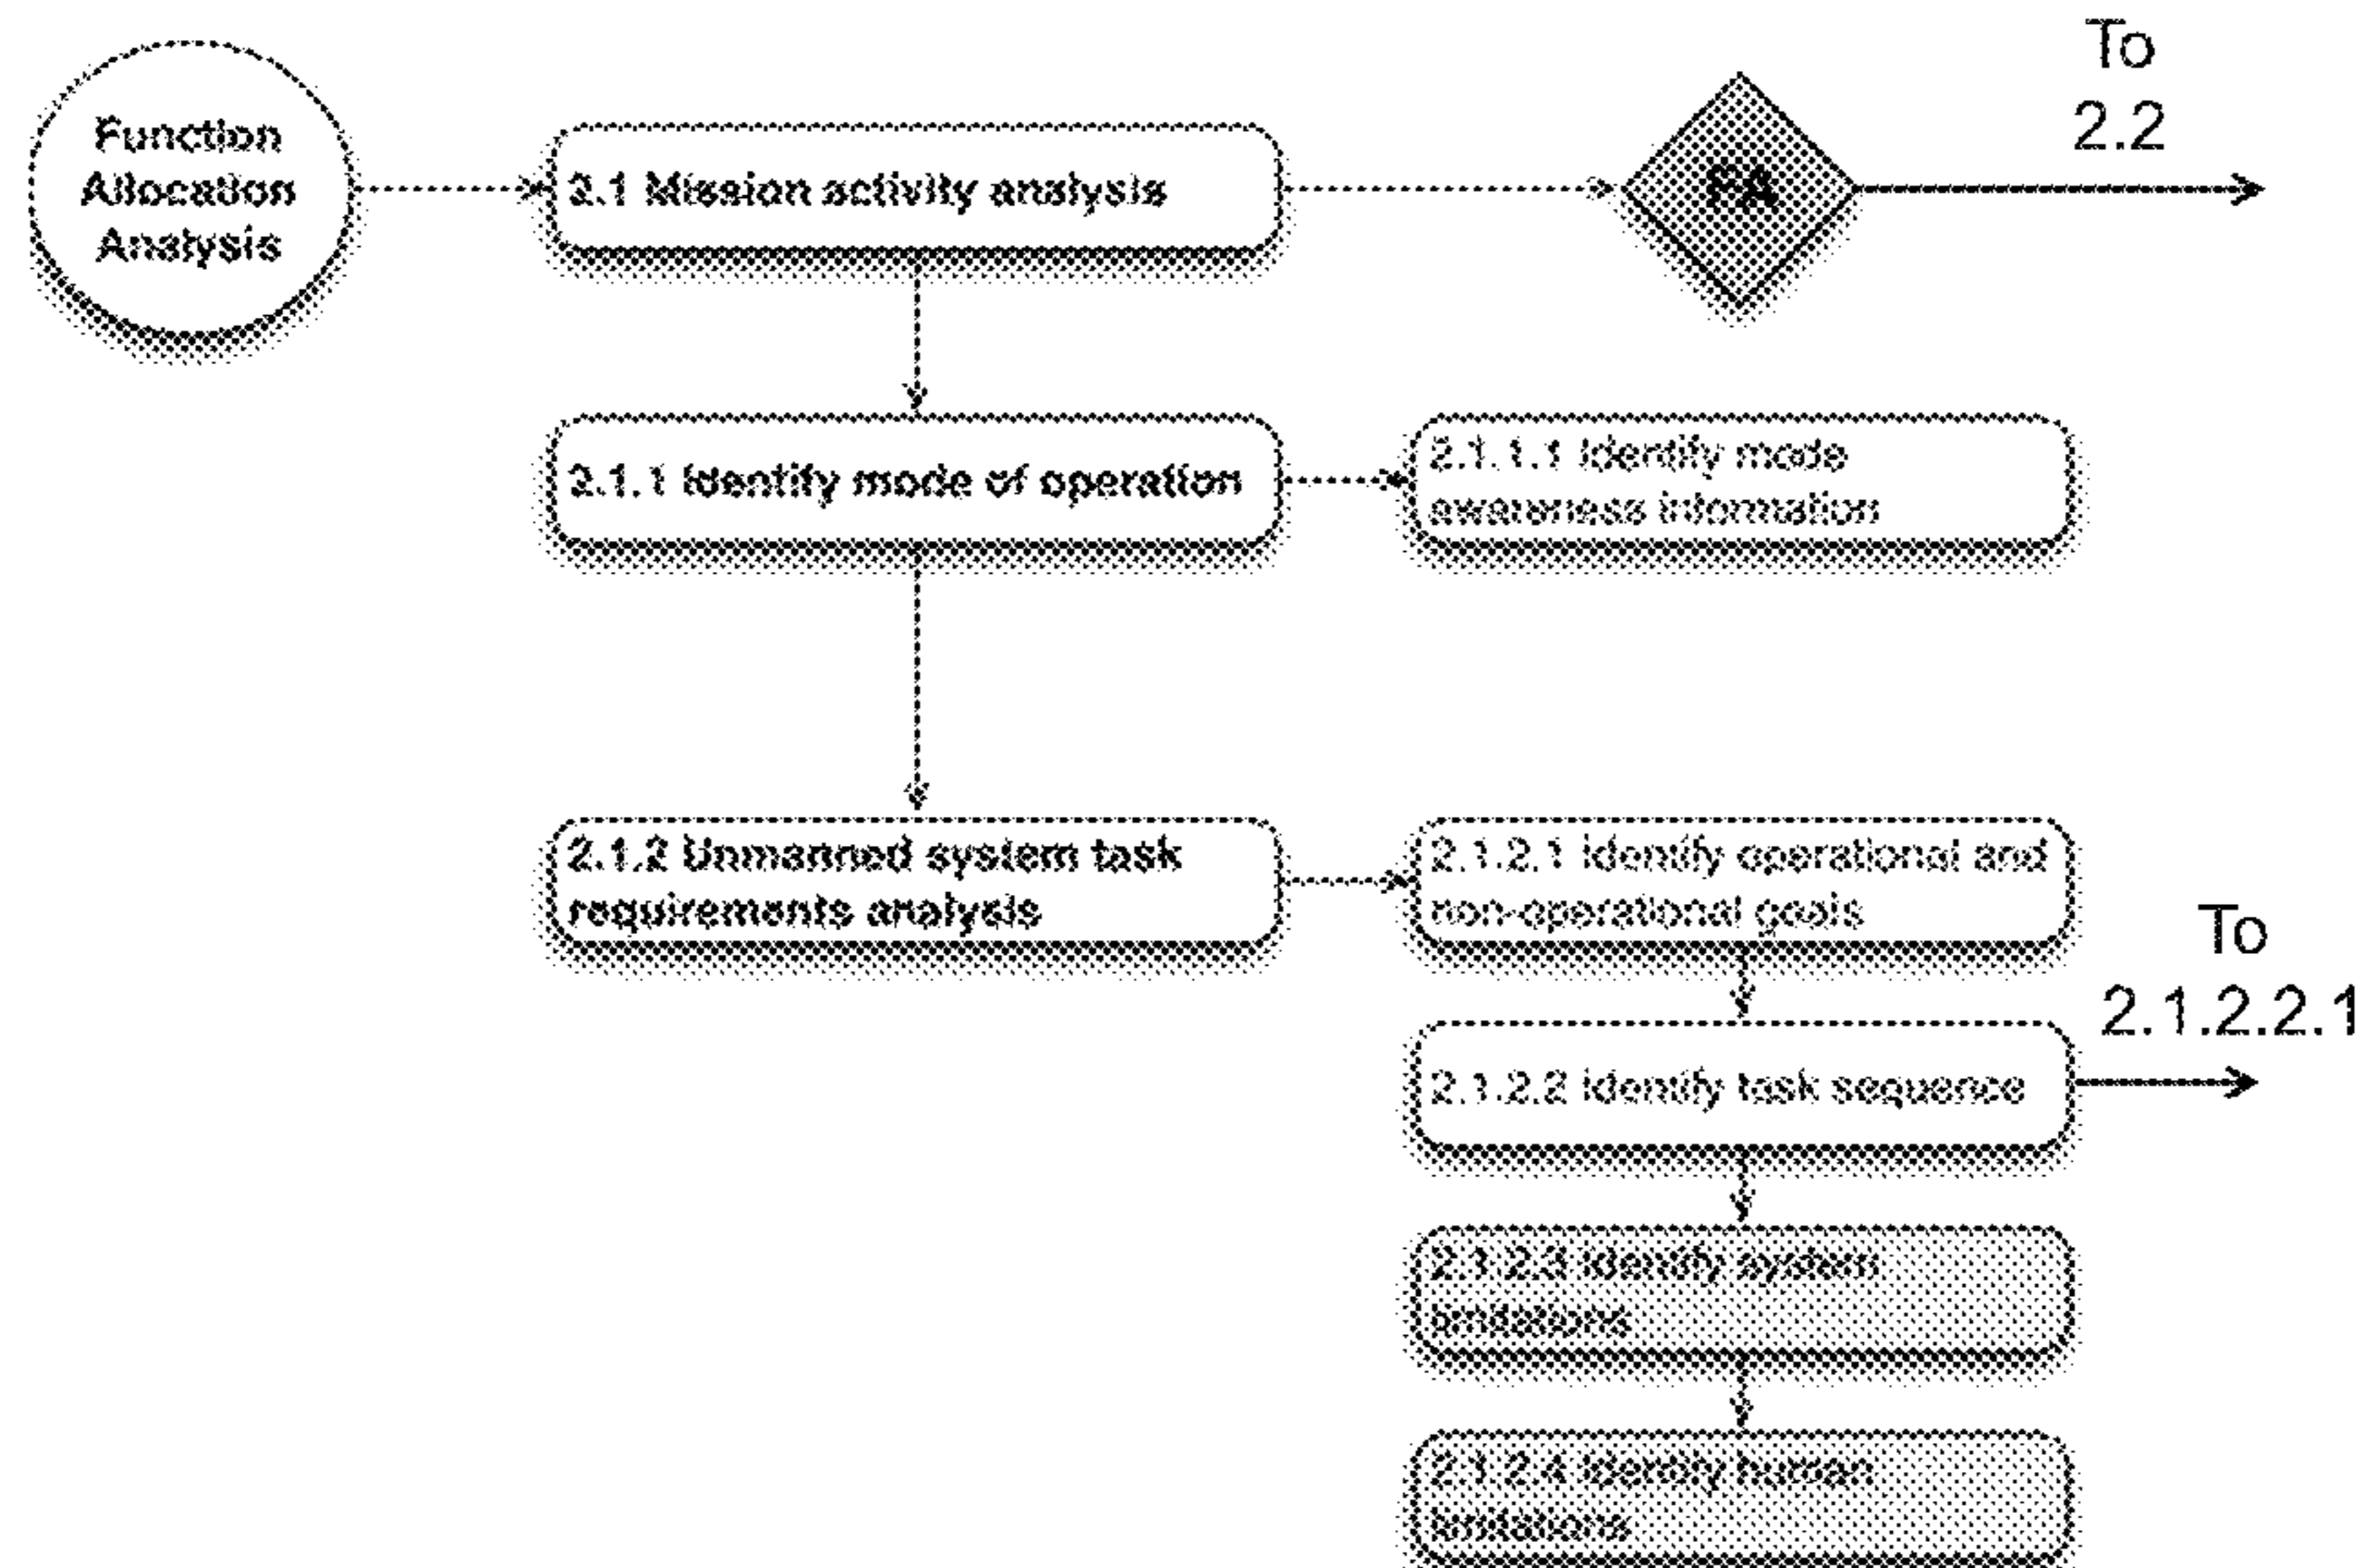 Function
Allocation
Analysis
2.1 Mission activity analysis
FA
To
2.2
2.1.1 Identify mode of operation
2.1.1.1 Identify mode
awareness information
2.1.2 Unmanned system task
requirements analysis
2.1.2.1 Identify operational and
non-operational goals
To
2.1.2.2.1
2.1.2.2 Identify task sequence
2.1.2.3 Identify system
limitations
2.1.2.4 Identify human
limitations